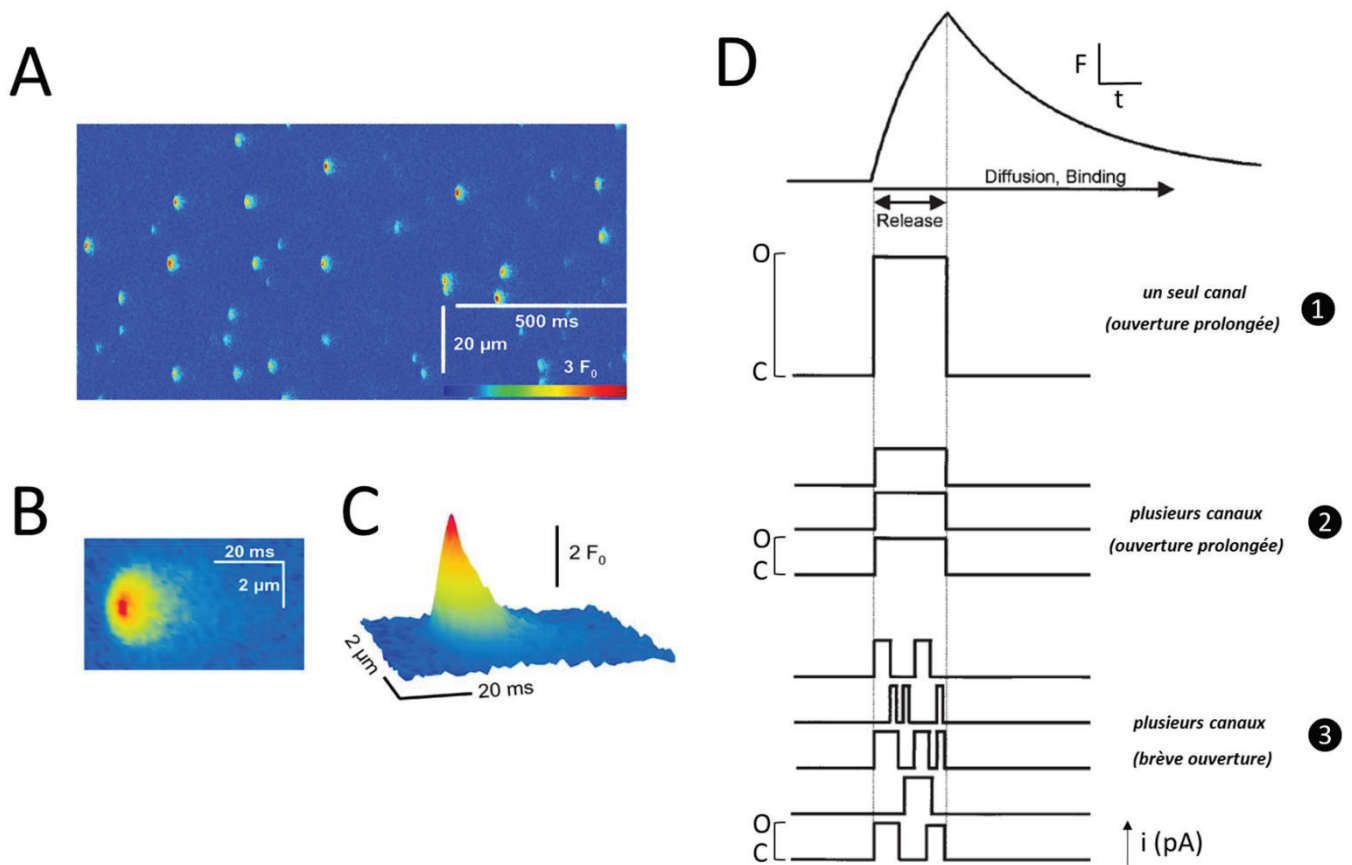 A
500 ms
20 µm
3 F₀
B
20 ms
2 µm
C
2 F₀
2 µm
20 ms
D
F
t
Diffusion, Binding
Release
O
C
un seul canal
(ouverture prolongée)
1
O
C
plusieurs canaux
(ouverture prolongée)
2
plusieurs canaux
(brève ouverture)
3
O
C
i (pA)